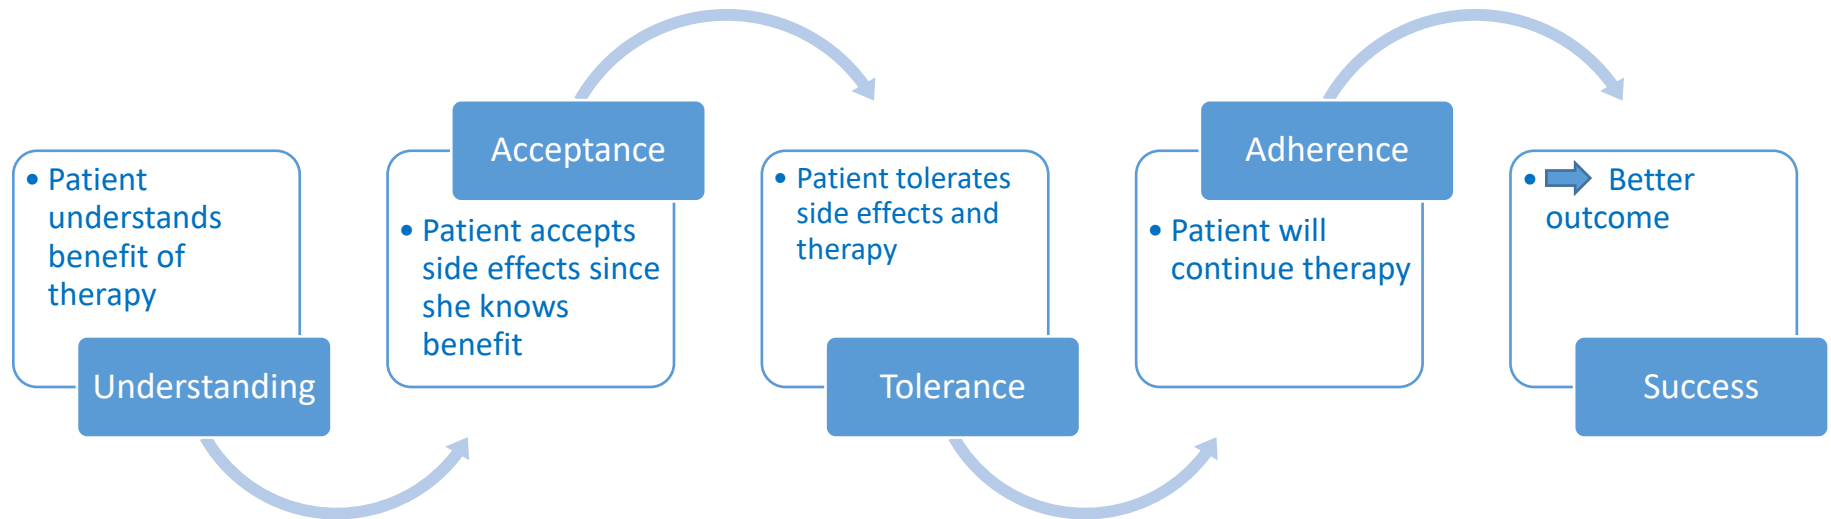 • Patient
understands
benefit of
therapy
Understanding
Acceptance
• Patient accepts
side effects since
she knows
benefit
• Patient tolerates
side effects and
therapy
Tolerance
Adherence
• Patient will
continue therapy
• Better
outcome
Success